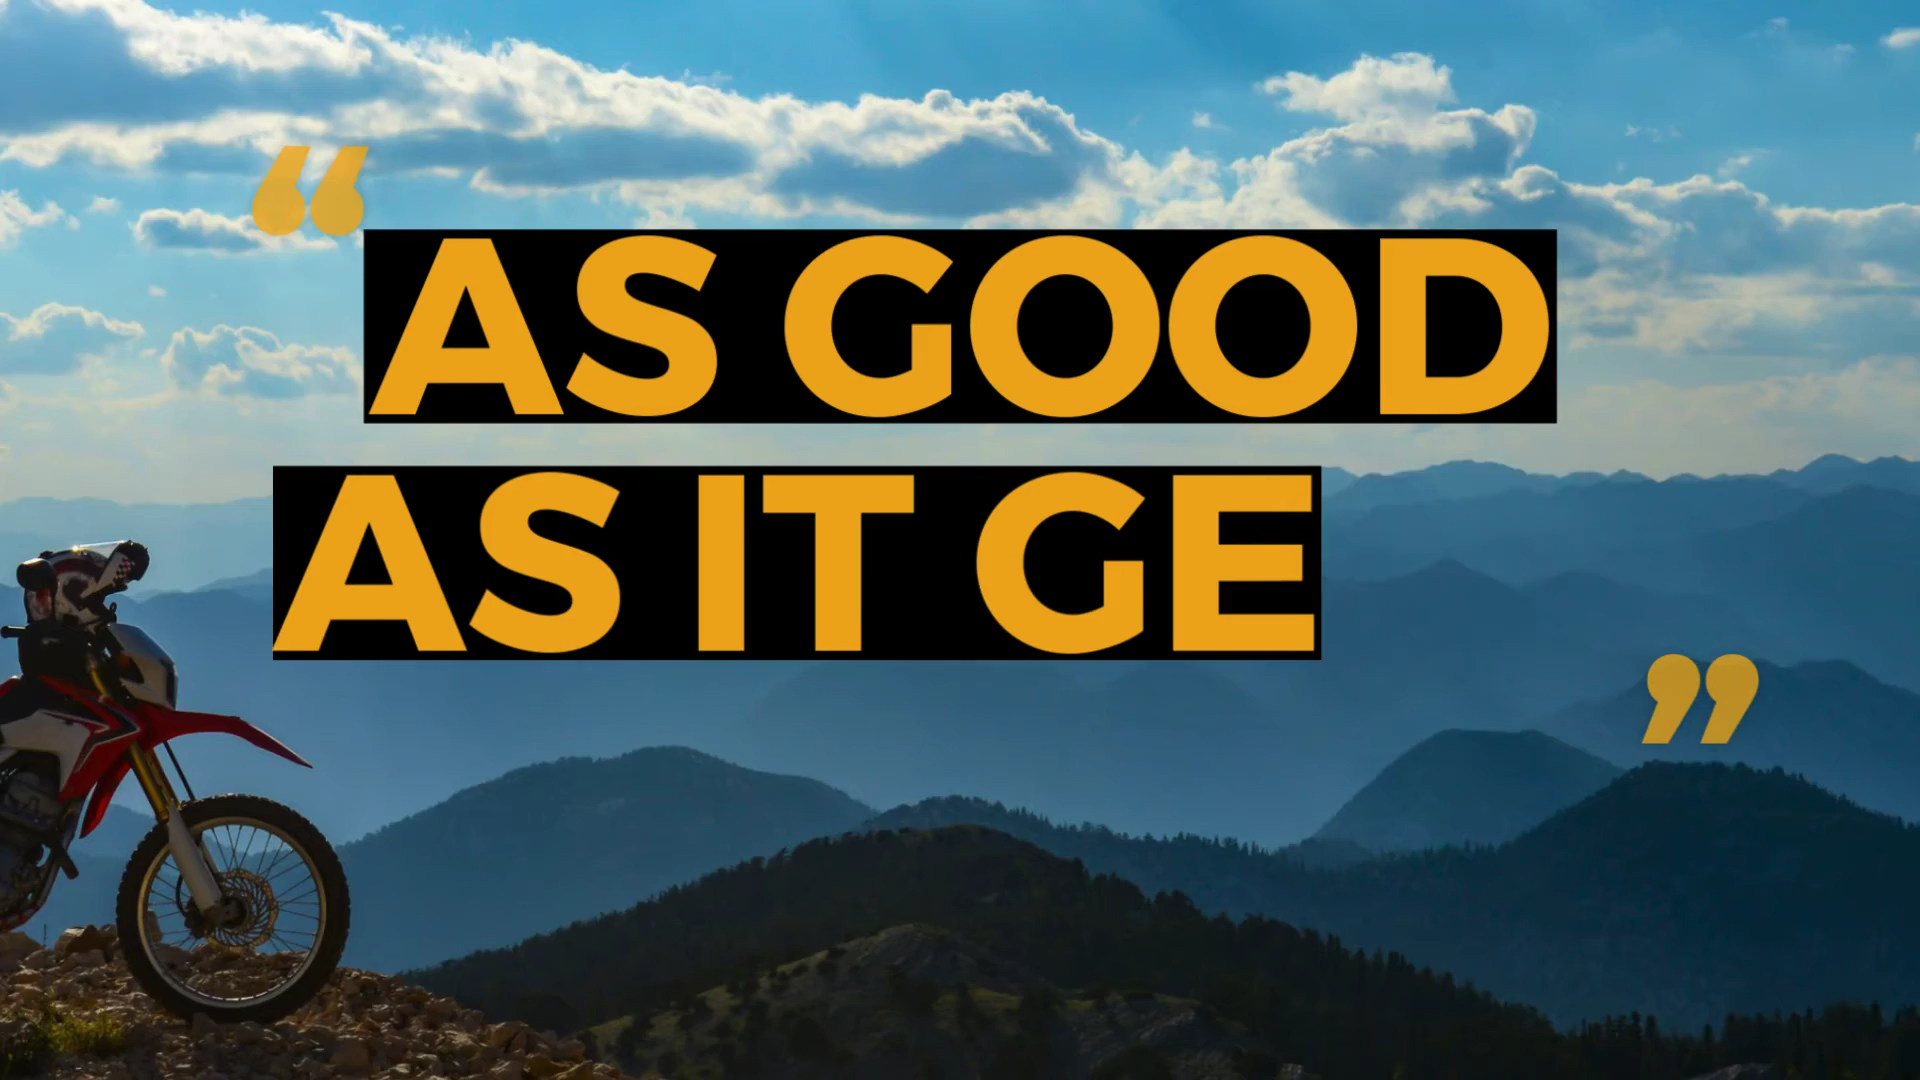 “
AS GOOD
AS IT GE
”